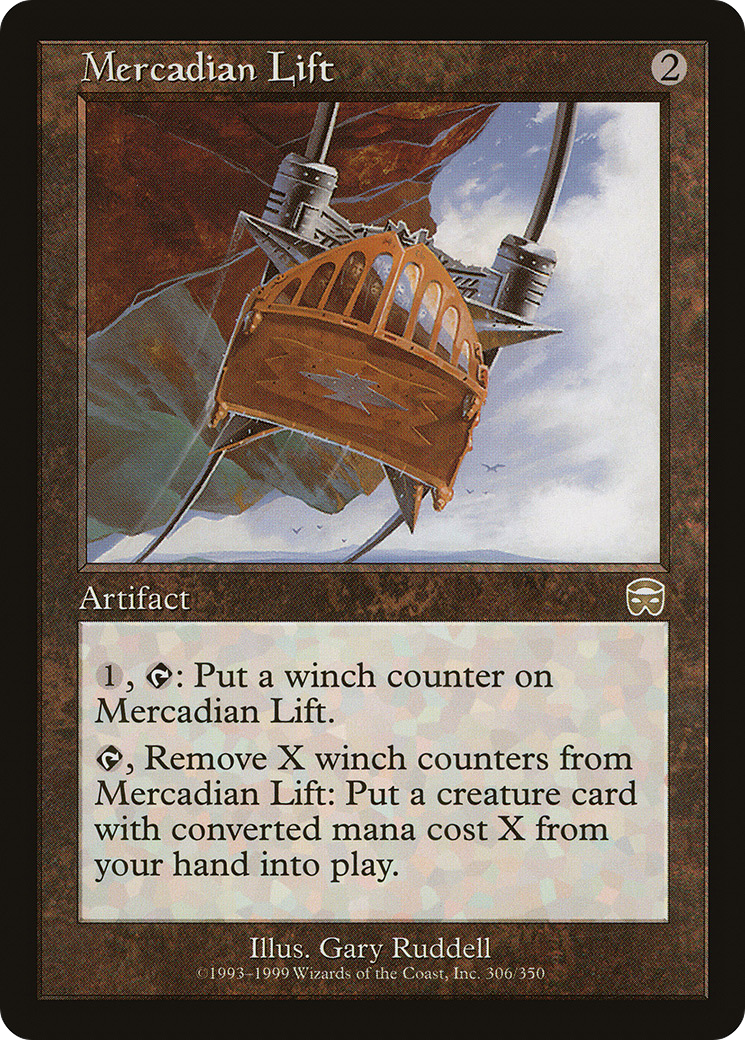 Mercadian Lift 2
Artifact
1, : Put a winch counter on
Mercadian Lift.
, Remove X winch counters from
Mercadian Lift: Put a creature card
with converted mana cost X from
your hand into play.
Illus. Gary Ruddell
©1993–1999 Wizards of the Coast, Inc. 306/350